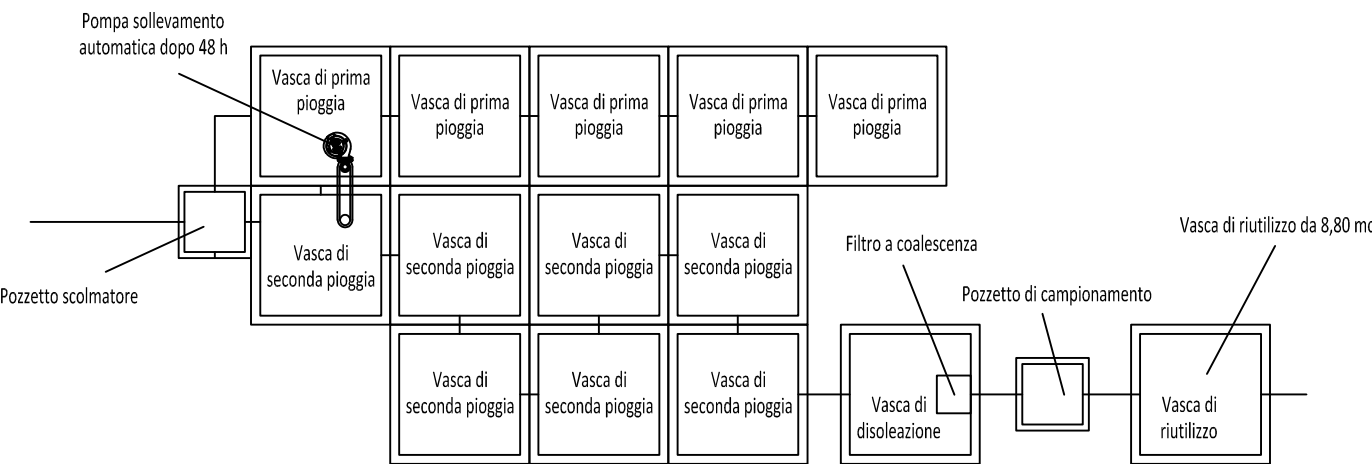 Pompa sollevamento
automatica dopo 48 h
Vasca di prima
pioggia
Vasca di prima
pioggia
Vasca di prima
pioggia
Vasca di prima
pioggia
Vasca di prima
pioggia
Pozzetto scolmatore
Vasca di
seconda pioggia
Vasca di
seconda pioggia
Vasca di
seconda pioggia
Vasca di
seconda pioggia
Vasca di
seconda pioggia
Vasca di
seconda pioggia
Vasca di
seconda pioggia
Filtro a coalescenza
Pozzetto di campionamento
Vasca di riutilizzo da 8,80 mc
Vasca di
disoleazione
Vasca di
riutilizzo